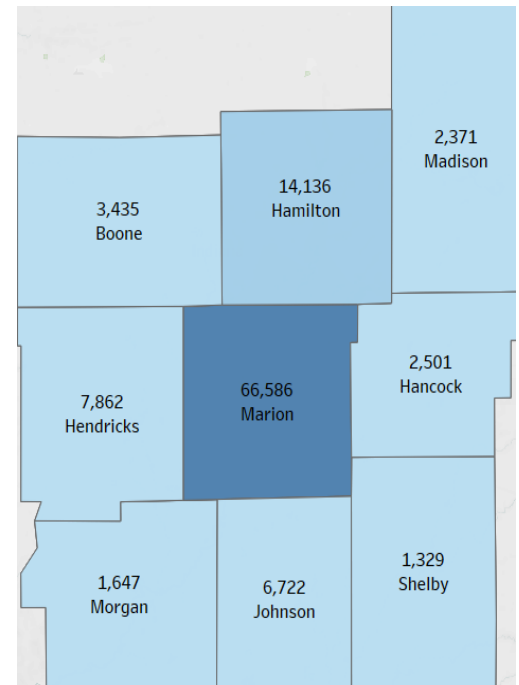 2,371
Madison
14,136
Hamilton
3,435
Boone
2,501
Hancock
66,586
Marion
7,862
Hendricks
1,329
Shelby
1,647
Morgan
6,722
Johnson